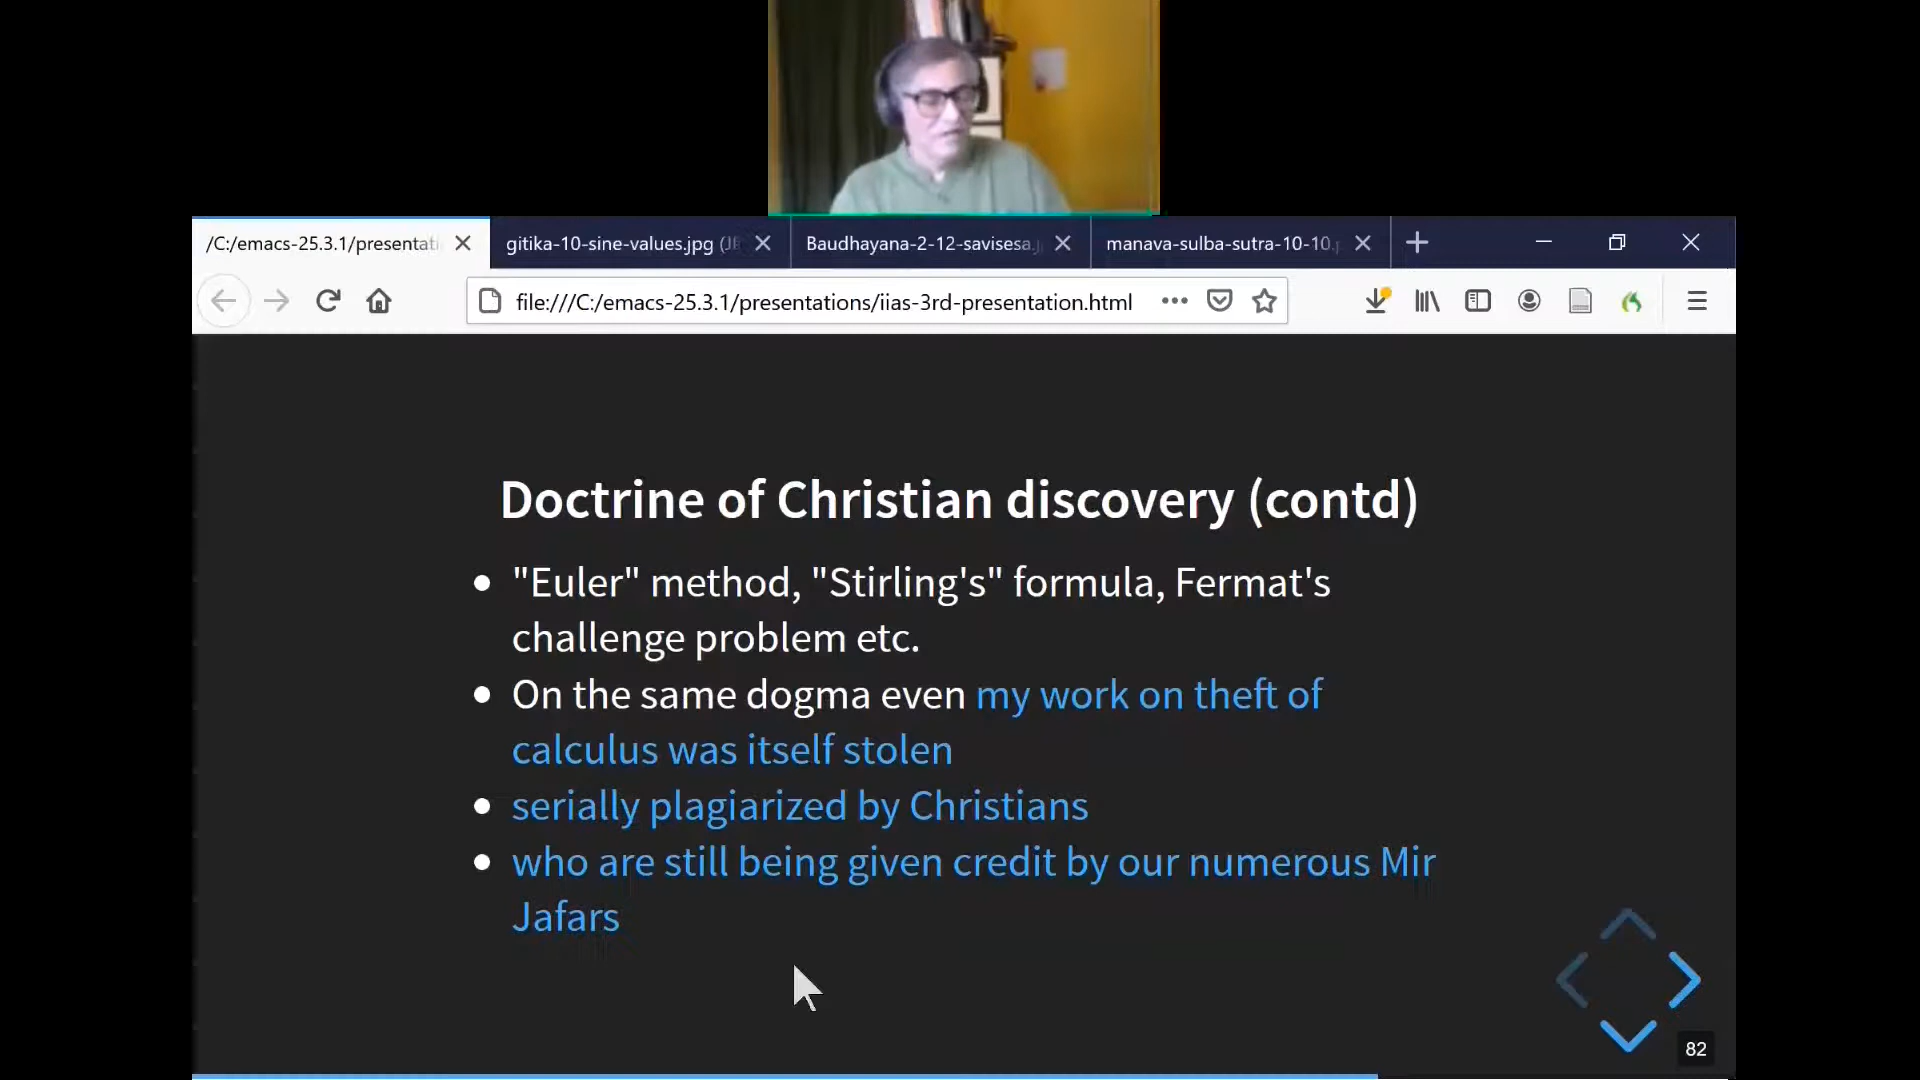 /C:/emacs-25.3.1/presentati
gitika-10-sine-values.jpg (JP
Baudhayana-2-12-savisesa.j
manava-sulba-sutra-10-10.
file:///C:/emacs-25.3.1/presentations/iias-3rd-presentation.html
Doctrine of Christian discovery (contd)
"Euler" method, "Stirling's" formula, Fermat's
challenge problem etc.
On the same dogma even my work on theft of
calculus was itself stolen
serially plagiarized by Christians
who are still being given credit by our numerous Mir
Jafars
82